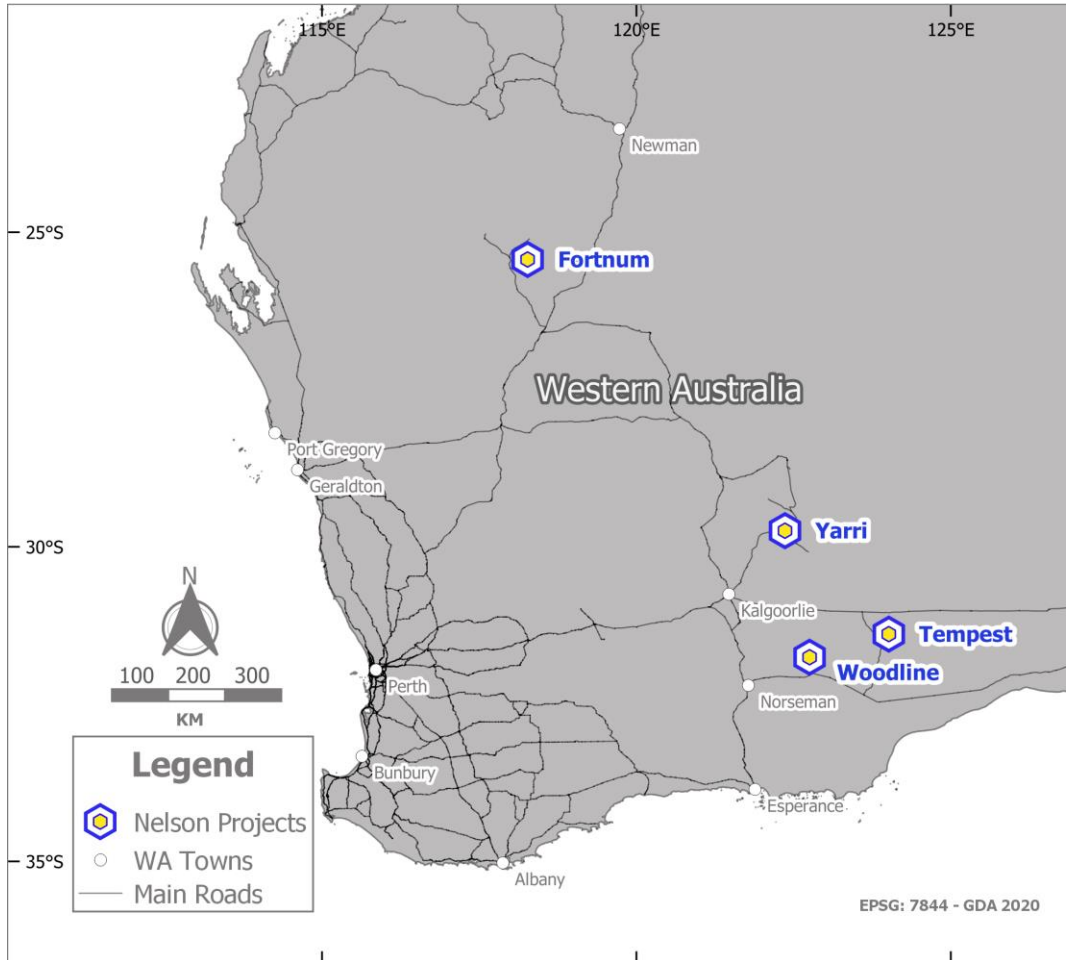 115°E
120°E
125°E
Newman
25°S
Fortnum
Western Australia
Port Gregory
Geraldton
Yarri
30°S
N
Kalgoorlie
Tempest
Woodline
100 200 300
KM
Perth
Norseman
Legend
Bunbury
Esperance
Nelson Projects
WA Towns
Main Roads
35°S
Albany
EPSG: 7844 - GDA 2020